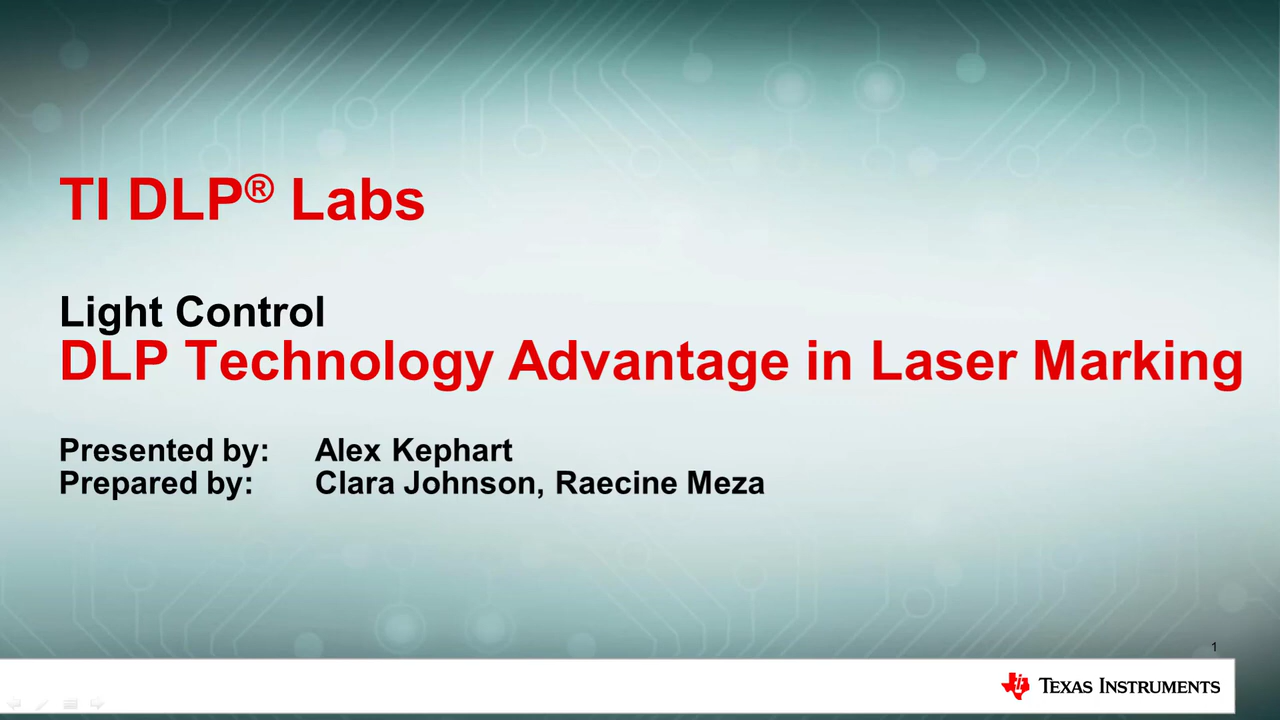 TI DLP® Labs
Light Control
DLP Technology Advantage in Laser Marking
Presented by: Alex Kephart
Prepared by: Clara Johnson, Raecine Meza
1
TEXAS INSTRUMENTS